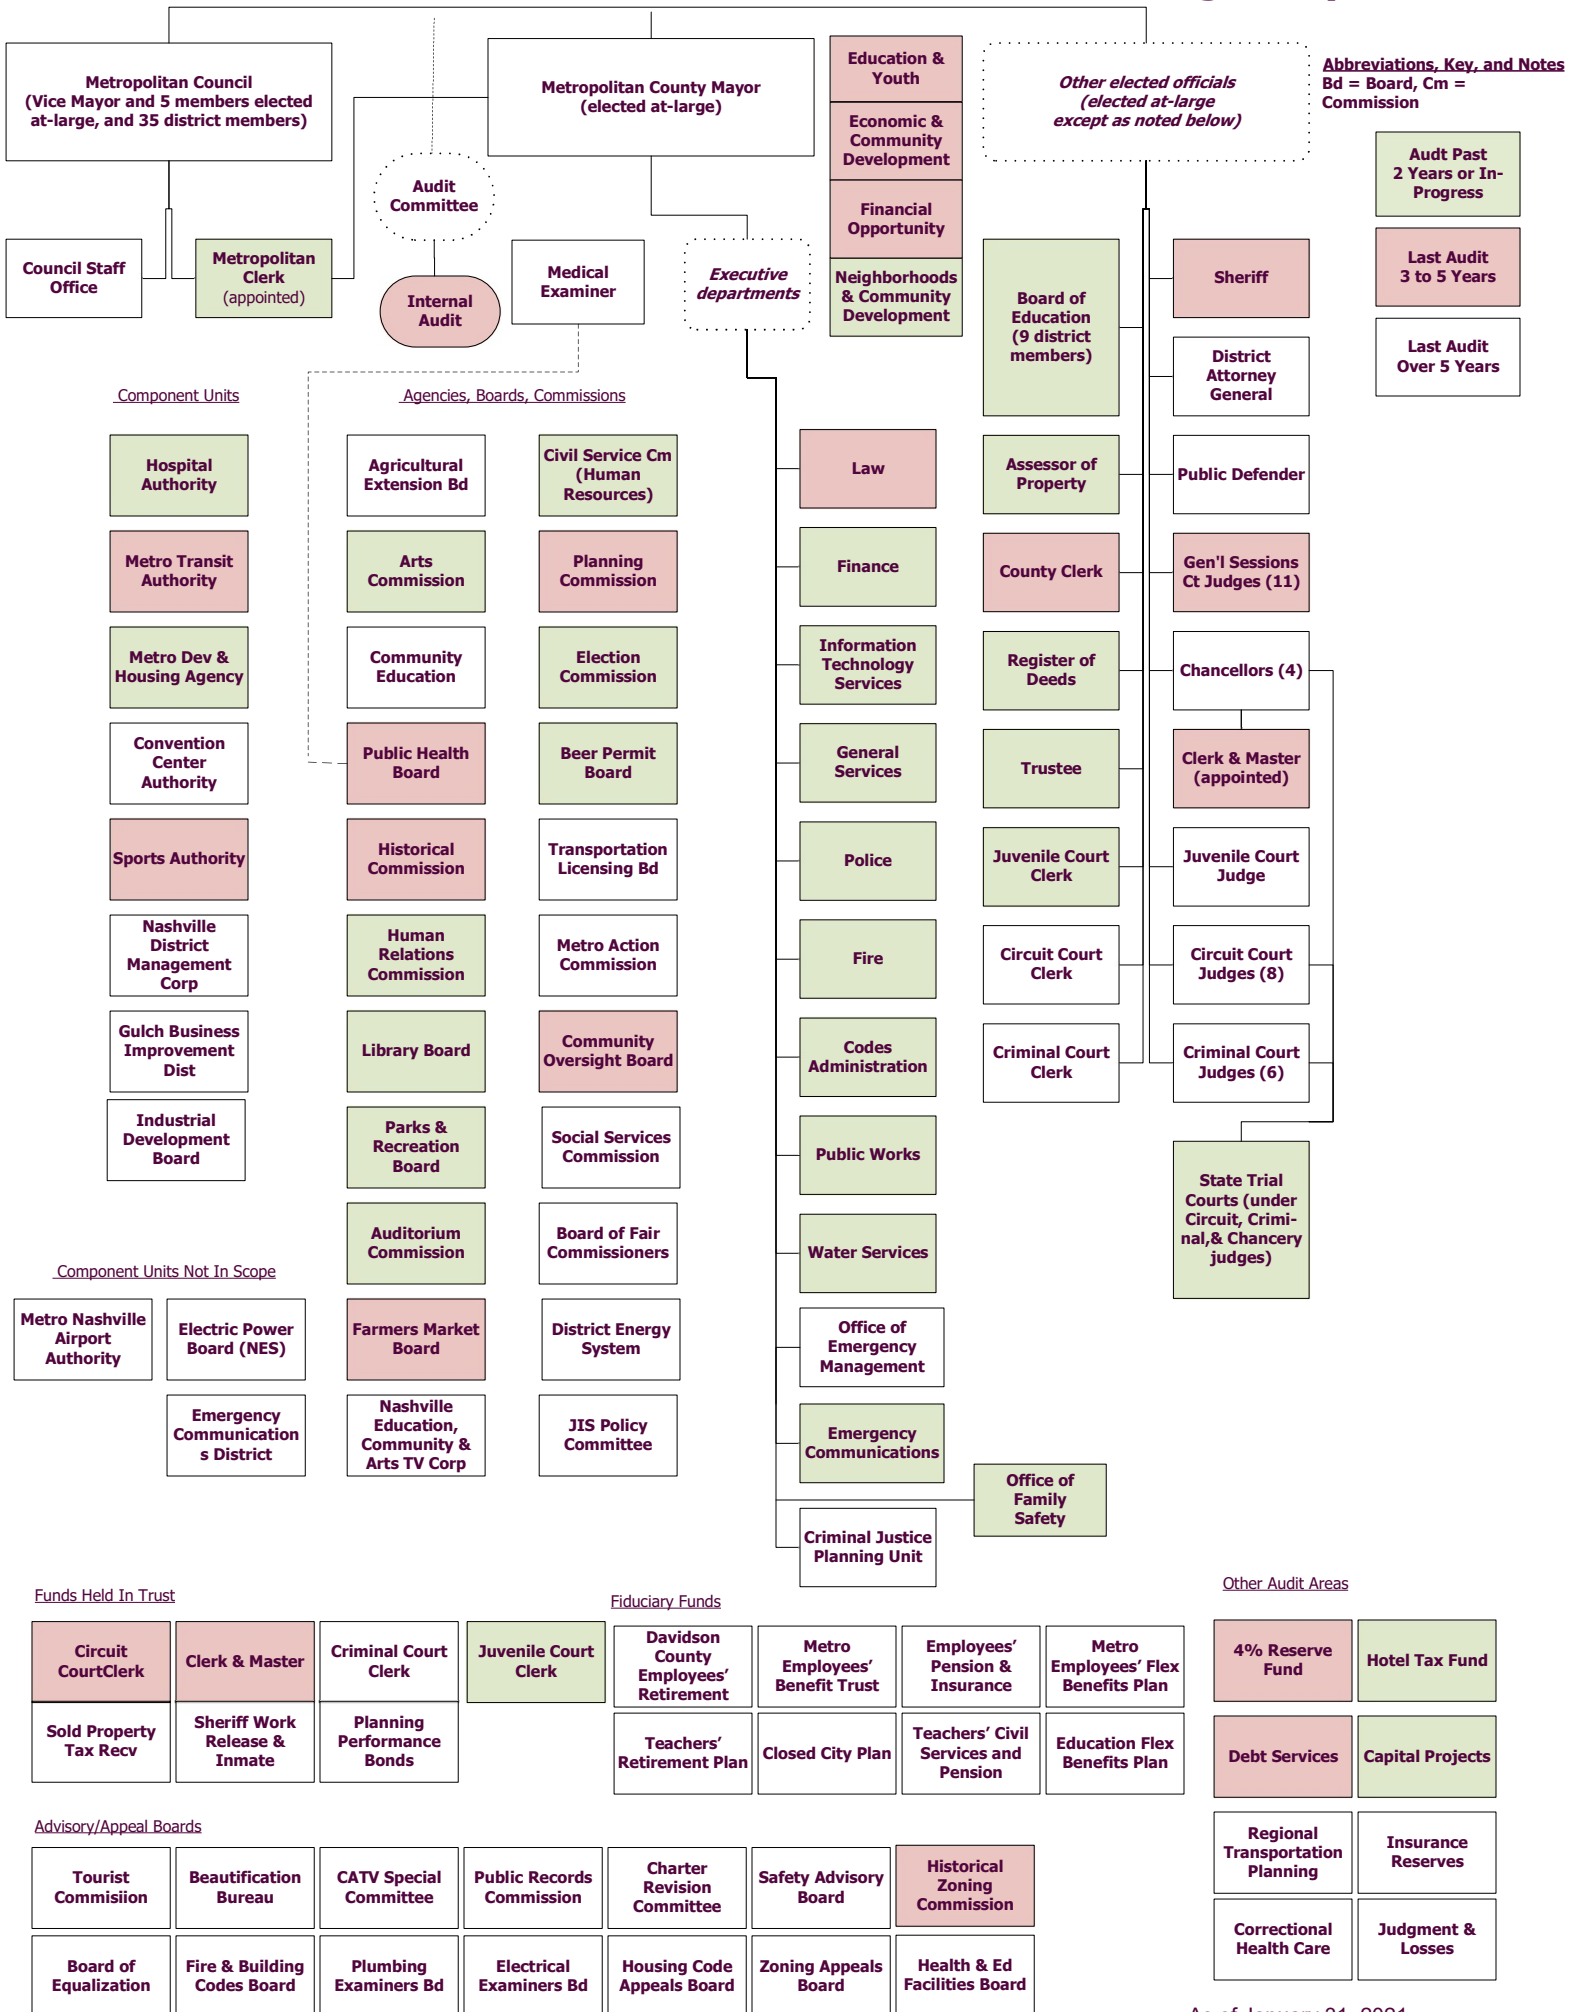 Metropolitan Council
(Vice Mayor and 5 members elected
at-large, and 35 district members)
Metropolitan County Mayor
(elected at-large)
Education &
Youth
Economic &
Community
Development
Financial
Opportunity
Neighborhoods
& Community
Development
Other elected officials
(elected at-large
except as noted below)
Abbreviations, Key, and Notes
Bd = Board, Cm =
Commission
Audt Past
2 Years or In-
Progress
Last Audit
3 to 5 Years
Last Audit
Over 5 Years
Audit
Committee
Council Staff
Office
Metropolitan
Clerk
(appointed)
Internal
Audit
Medical
Examiner
Executive
departments
Board of
Education
(9 district
members)
Sheriff
District
Attorney
General
Component Units
Agencies, Boards, Commissions
Hospital
Authority
Agricultural
Extension Bd
Civil Service Cm
(Human
Resources)
Law
Assessor of
Property
Public Defender
Metro Transit
Authority
Arts
Commission
Planning
Commission
Finance
County Clerk
Gen'l Sessions
Ct Judges (11)
Metro Dev &
Housing Agency
Community
Education
Election
Commission
Information
Technology
Services
Register of
Deeds
Chancellors (4)
Convention
Center
Authority
Public Health
Board
Beer Permit
Board
General
Services
Trustee
Clerk & Master
(appointed)
Sports Authority
Historical
Commission
Transportation
Licensing Bd
Police
Juvenile Court
Clerk
Juvenile Court
Judge
Nashville
District
Management
Corp
Human
Relations
Commission
Metro Action
Commission
Fire
Circuit Court
Clerk
Circuit Court
Judges (8)
Gulch Business
Improvement
Dist
Library Board
Community
Oversight Board
Codes
Administration
Criminal Court
Clerk
Criminal Court
Judges (6)
Industrial
Development
Board
Parks &
Recreation
Board
Social Services
Commission
Public Works
State Trial
Courts (under
Circuit, Crimi-
nal,& Chancery
judges)
Auditorium
Commission
Board of Fair
Commissioners
Water Services
Component Units Not In Scope
Metro Nashville
Airport
Authority
Electric Power
Board (NES)
Farmers Market
Board
District Energy
System
Office of
Emergency
Management
Emergency
Communication
s District
Nashville
Education,
Community &
Arts TV Corp
JIS Policy
Committee
Emergency
Communications
Office of
Family
Safety
Criminal Justice
Planning Unit
Funds Held In Trust
Circuit
CourtClerk
Clerk & Master
Criminal Court
Clerk
Juvenile Court
Clerk
Sold Property
Tax Recv
Sheriff Work
Release &
Inmate
Planning
Performance
Bonds
Fiduciary Funds
Davidson
County
Employees'
Retirement
Metro
Employees'
Benefit Trust
Employees'
Pension &
Insurance
Metro
Employees' Flex
Benefits Plan
Teachers'
Retirement Plan
Closed City Plan
Teachers' Civil
Services and
Pension
Education Flex
Benefits Plan
Other Audit Areas
4% Reserve
Fund
Hotel Tax Fund
Debt Services
Capital Projects
Regional
Transportation
Planning
Insurance
Reserves
Correctional
Health Care
Judgment &
Losses
Advisory/Appeal Boards
Tourist
Commisiion
Beautification
Bureau
CATV Special
Committee
Public Records
Commission
Charter
Revision
Committee
Safety Advisory
Board
Historical
Zoning
Commission
Board of
Equalization
Fire & Building
Codes Board
Plumbing
Examiners Bd
Electrical
Examiners Bd
Housing Code
Appeals Board
Zoning Appeals
Board
Health & Ed
Facilities Board
As of January 31, 2021